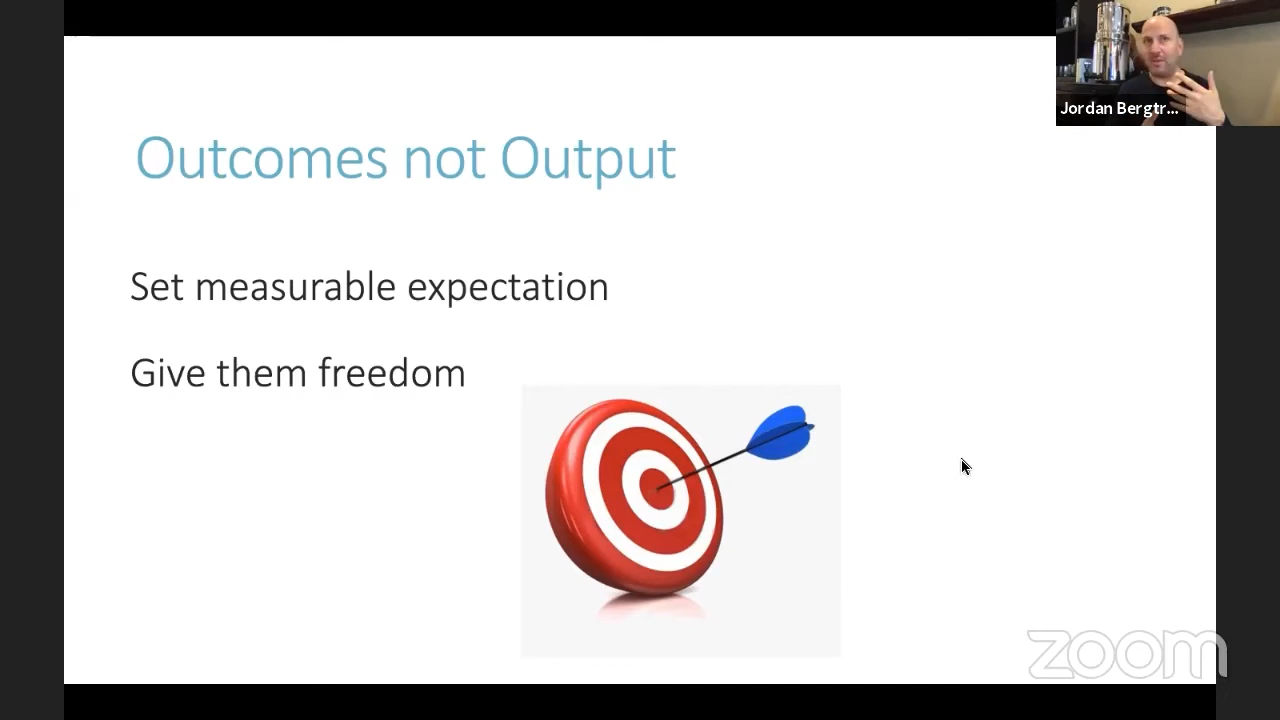 Jordan Bergtr...
Outcomes not Output
Set measurable expectation
Give them freedom
zoom